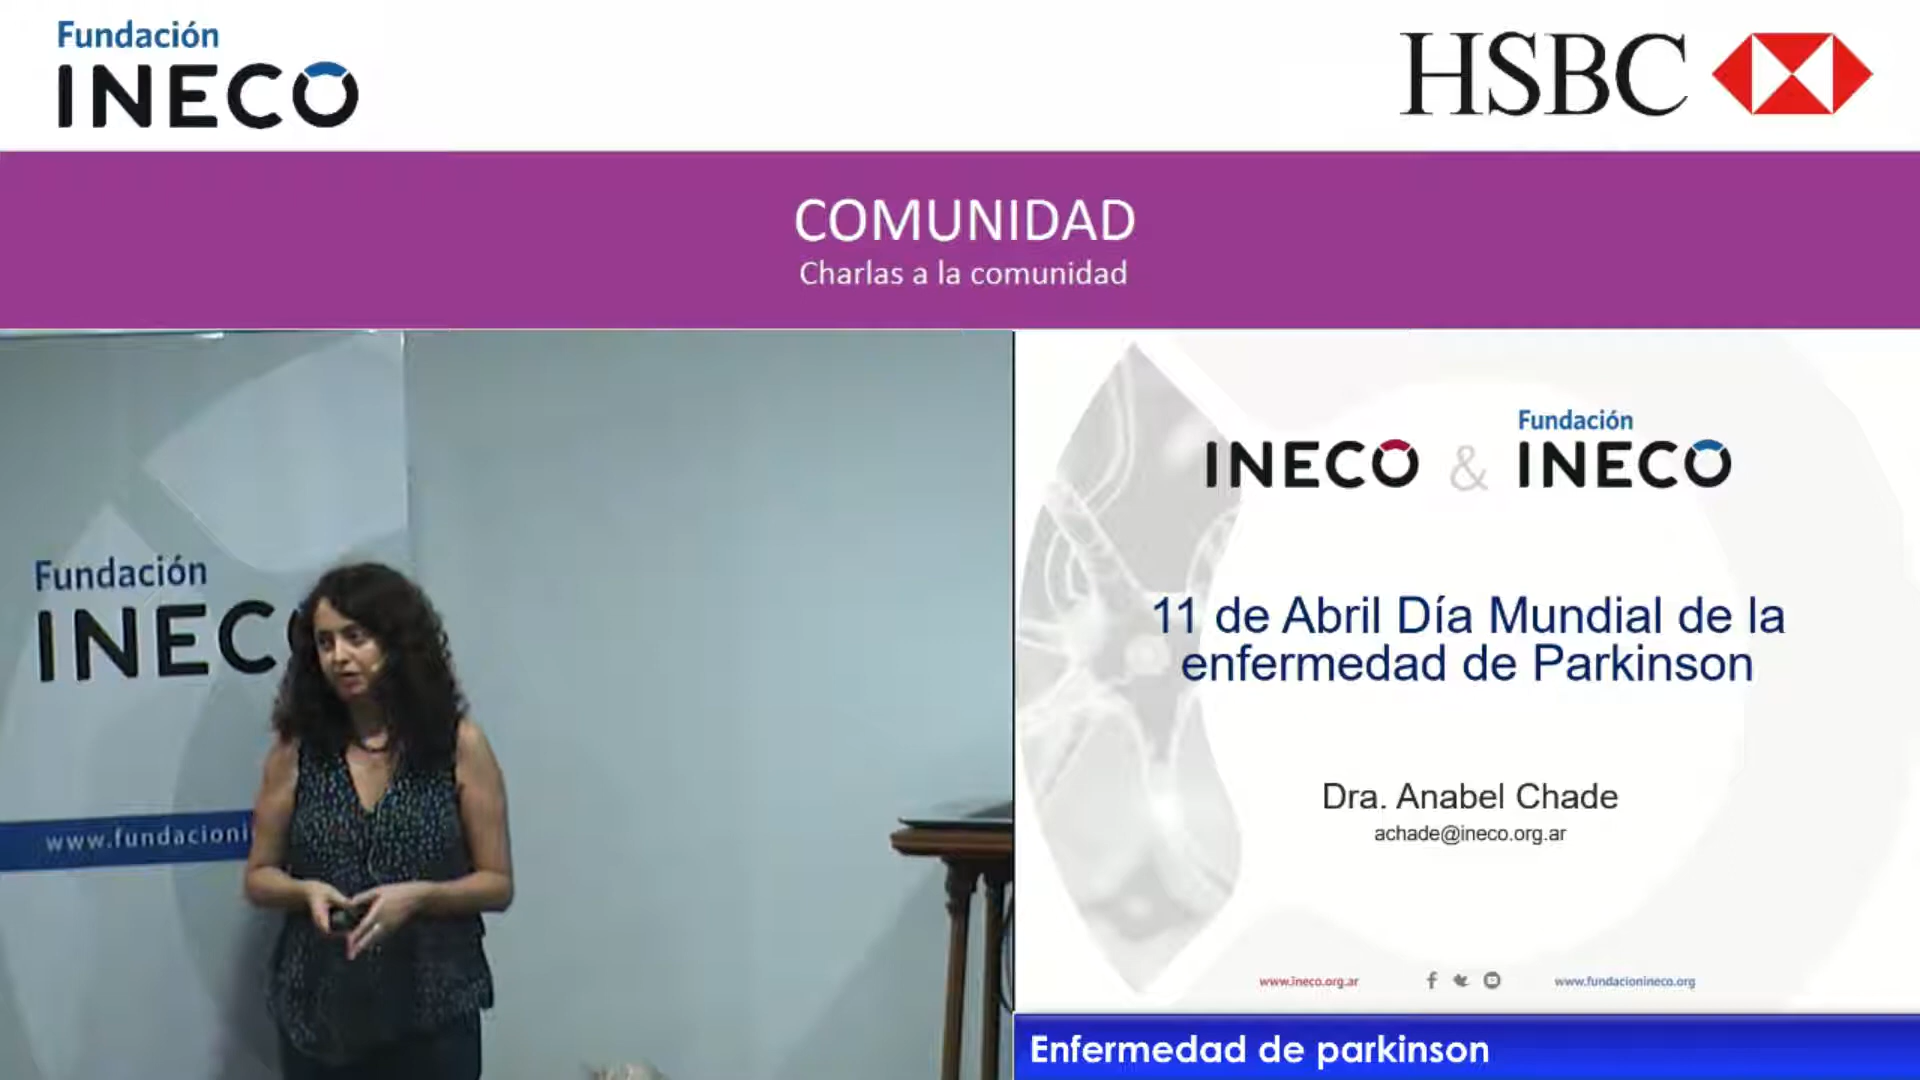 Fundación
INECO
HSBC
COMUNIDAD
Charlas a la comunidad
Fundación
INEC
www.fundacioni
INECO & Fundación INECO
11 de Abril Día Mundial de la
enfermedad de Parkinson
Dra. Anabel Chade
achade@ineco.org.ar
www.ineco.org.ar
www.fundacionineco.org
Enfermedad de parkinson